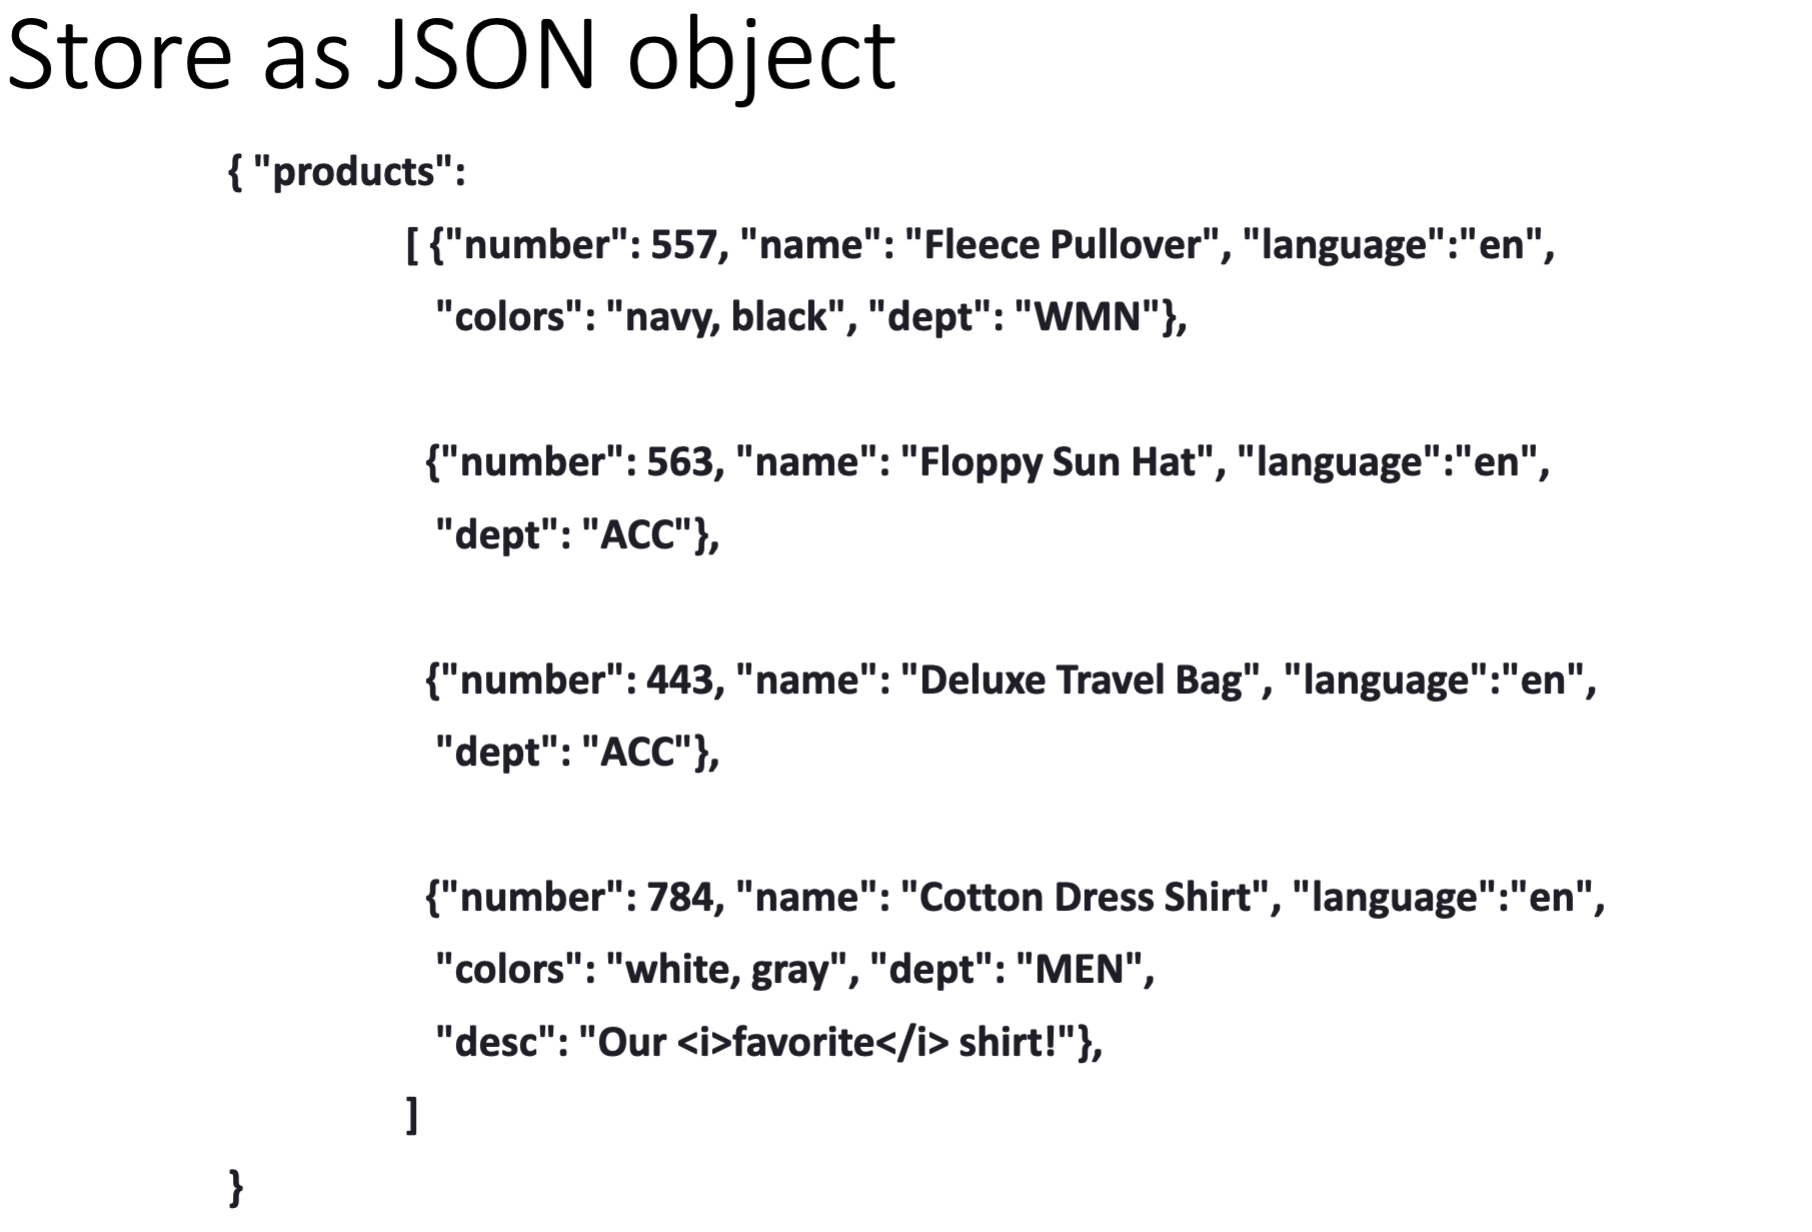 Store as JSON object
{ "products":
[ {"number": 557, "name": "Fleece Pullover", "language":"en",
"colors": "navy, black", "dept": "WMN"},
{"number": 563, "name": "Floppy Sun Hat", "language":"en",
"dept": "ACC"},
{"number": 443, "name": "Deluxe Travel Bag", "language":"en",
"dept": "ACC"},
{"number": 784, "name": "Cotton Dress Shirt", "language":"en",
"colors": "white, gray", "dept": "MEN",
"desc": "Our <i>favorite</i> shirt!"},
]
}